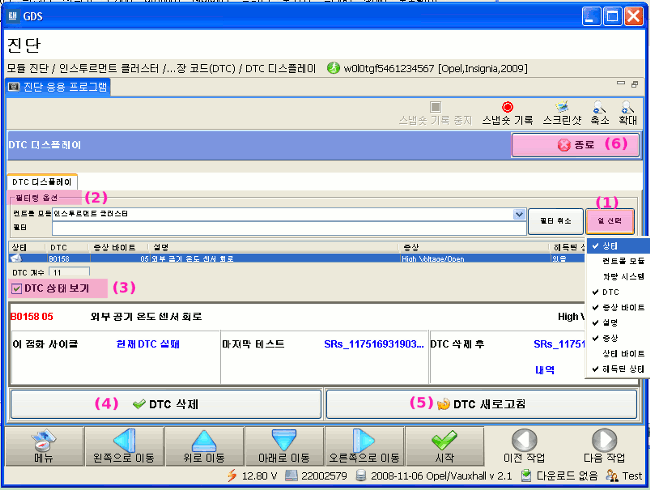 GDS
진단
모듈 진단 / 인스투르먼트 클러스터 /...장 코드(DTC) / DTC 디스플레이 w0l0tgf5461234567 [Opel,Insignia,2009]
진단 응용 프로그램
스냅숏 기록 중지 스냅숏 기록 스크린샷 축소 확대
DTC 디스플레이 종료 (6)
DTC 디스플레이
필터링 옵션 (2) (1)
컨트롤 모듈 인스투르먼트 클러스터 필터 취소 열 선택
필터
상태 DTC 증상 바이트 설명 증상 해독된 상태
B0158 05 외부 공기 온도 센서 회로 High Voltage/Open 있음
DTC 개수 11
DTC 상태 보기 (3)
상태
컨트롤 모듈
차량 시스템
DTC
증상 바이트
설명
증상
상태 바이트
해독된 상태
B0158 05 외부 공기 온도 센서 회로 High V
이 점화 사이클 현재 DTC 실패 마지막 테스트 SRs_117516931903... DTC 삭제 후 SRs_1175
내역
(4) DTC 삭제 (5) DTC 새로고침
메뉴 왼쪽으로 이동 위로 이동 아래로 이동 오른쪽으로 이동 시작 이전 작업 다음 작업
12.80 V 22002579 2008-11-06 Opel/Vauxhall v 2.1 다운로드 없음 Test